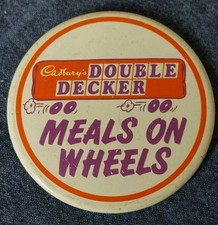 Cadbury's DOUBLE
DECKER
MEALS ON
WHEELS